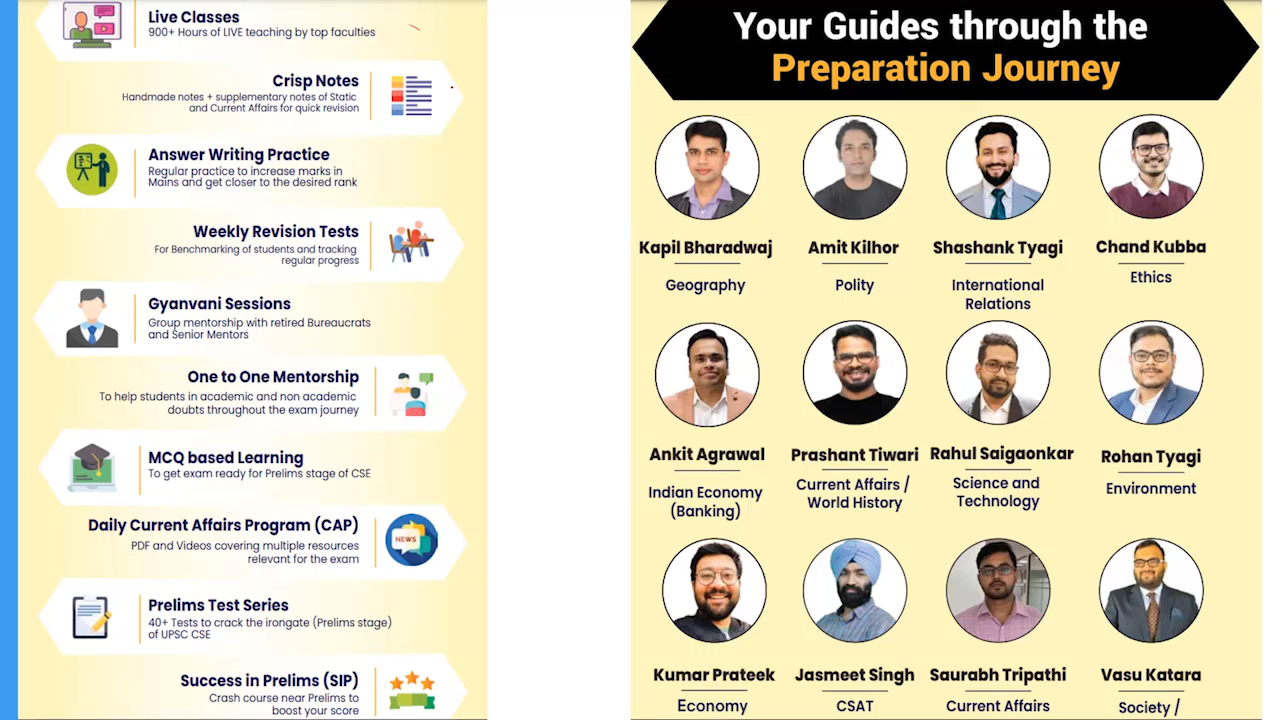 Live Classes
900+ Hours of LIVE teaching by top faculties
Crisp Notes
Handmade notes + supplementary notes of Static
and Current Affairs for quick revision
Answer Writing Practice
Regular practice to increase marks in
Mains and get closer to the desired rank
Weekly Revision Tests
For Benchmarking of students and tracking
regular progress
Gyanvani Sessions
Group mentorship with retired Bureaucrats
and Senior Mentors
One to One Mentorship
To help students in academic and non academic
doubts throughout the exam journey
MCQ based Learning
To get exam ready for Prelims stage of CSE
Daily Current Affairs Program (CAP)
PDF and Videos covering multiple resources
relevant for the exam
NEWS
Prelims Test Series
40+ Tests to crack the irongate (Prelims stage)
of UPSC CSE
Success in Prelims (SIP)
Crash course near Prelims to
boost your score
Your Guides through the
Preparation Journey
Kapil Bharadwaj
Geography
Amit Kilhor
Polity
Shashank Tyagi
International
Relations
Chand Kubba
Ethics
Ankit Agrawal
Indian Economy
(Banking)
Prashant Tiwari
Current Affairs /
World History
Rahul Saigaonkar
Science and
Technology
Rohan Tyagi
Environment
Kumar Prateek
Economy
Jasmeet Singh
CSAT
Saurabh Tripathi
Current Affairs
Vasu Katara
Society /